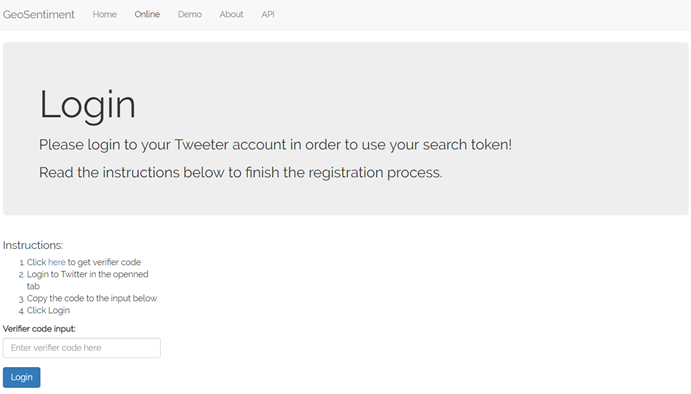 GeoSentiment Home Online Demo About API
Login
Please login to your Tweeter account in order to use your search token!
Read the instructions below to finish the registration process.
Instructions:
1. Click here to get verifier code
2. Login to Twitter in the openned
tab
3. Copy the code to the input below
4. Click Login
Verifier code input:
Enter verifier code here
Login